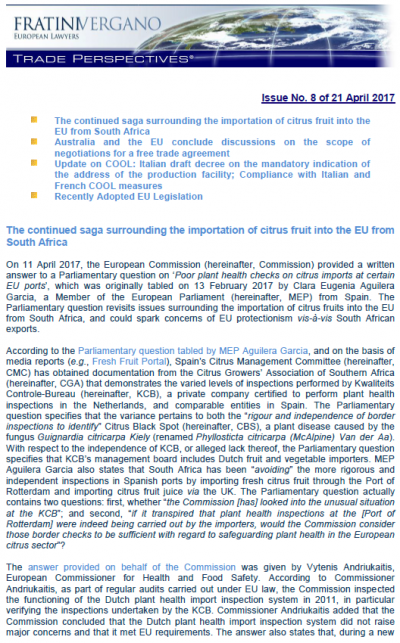 FRATINIVERGANO
EUROPEAN LAWYERS
TRADE PERSPECTIVES®
Issue No. 8 of 21 April 2017
The continued saga surrounding the importation of citrus fruit into the
EU from South Africa
Australia and the EU conclude discussions on the scope of
negotiations for a free trade agreement
Update on COOL: Italian draft decree on the mandatory indication of
the address of the production facility; Compliance with Italian and
French COOL measures
Recently Adopted EU Legislation
The continued saga surrounding the importation of citrus fruit into the EU from
South Africa
On 11 April 2017, the European Commission (hereinafter, Commission) provided a written
answer to a Parliamentary question on ‘Poor plant health checks on citrus imports at certain
EU ports’, which was originally tabled on 13 February 2017 by Clara Eugenia Aguilera
Garcia, a Member of the European Parliament (hereinafter, MEP) from Spain. The
Parliamentary question revisits issues surrounding the importation of citrus fruits into the EU
from South Africa, and could spark concerns of EU protectionism vis-à-vis South African
exports.
According to the Parliamentary question tabled by MEP Aguilera Garcia, and on the basis of
media reports (e.g., Fresh Fruit Portal), Spain's Citrus Management Committee (hereinafter,
CMC) has obtained documentation from the Citrus Growers' Association of Southern Africa
(hereinafter, CGA) that demonstrates the varied levels of inspections performed by Kwaliteits
Controle-Bureau (hereinafter, KCB), a private company certified to perform plant health
inspections in the Netherlands, and comparable entities in Spain. The Parliamentary
question specifies that the variance pertains to both the “rigour and independence of border
inspections to identify” Citrus Black Spot (hereinafter, CBS), a plant disease caused by the
fungus Guignardia citricarpa Kiely (renamed Phyllosticta citricarpa (McAlpine) Van der Aa).
With respect to the independence of KCB, or alleged lack thereof, the Parliamentary question
specifies that KCB's management board includes Dutch fruit and vegetable importers. MEP
Aguilera Garcia also states that South Africa has been “avoiding” the more rigorous and
independent inspections in Spanish ports by importing fresh citrus fruit through the Port of
Rotterdam and importing citrus fruit juice via the UK. The Parliamentary question actually
contains two questions: first, whether “the Commission [has] looked into the unusual situation
at the KCB”; and second, “if it transpired that plant health inspections at the [Port of
Rotterdam] were indeed being carried out by the importers, would the Commission consider
those border checks to be sufficient with regard to safeguarding plant health in the European
citrus sector”?
The answer provided on behalf of the Commission was given by Vytenis Andriukaitis,
European Commissioner for Health and Food Safety. According to Commissioner
Andriukaitis, as part of regular audits carried out under EU law, the Commission inspected
the functioning of the Dutch plant health import inspection system in 2011, in particular
verifying the inspections undertaken by the KCB. Commissioner Andriukaitis added that the
Commission concluded that the Dutch plant health import inspection system did not raise
major concerns and that it met EU requirements. The answer also states that, during a new